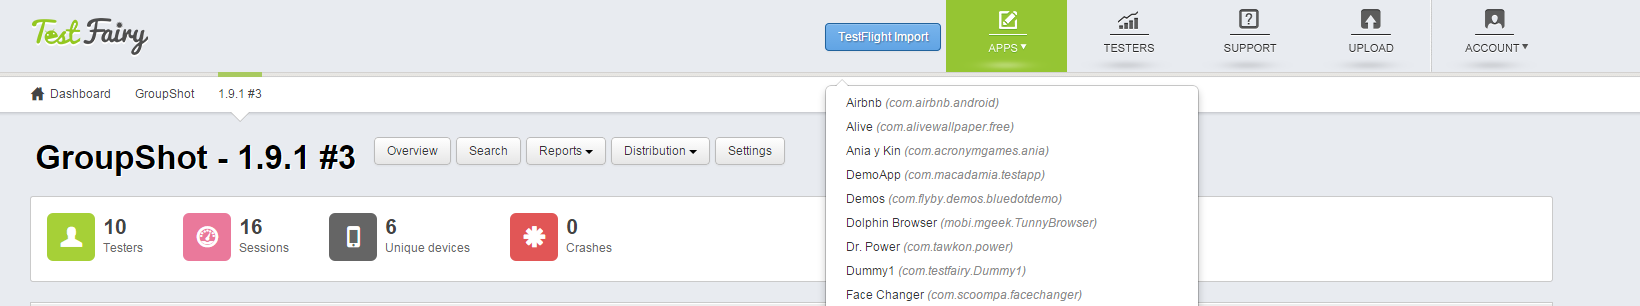 Test Fairy
TestFlight Import
APPS
TESTERS
SUPPORT
UPLOAD
ACCOUNT
Dashboard
GroupShot
1.9.1 #3
GroupShot - 1.9.1 #3
Overview
Search
Reports
Distribution
Settings
10
Testers
16
Sessions
6
Unique devices
0
Crashes
Airbnb (com.airbnb.android)
Alive (com.alivewallpaper.free)
Ania y Kin (com.acronymgames.ania)
DemoApp (com.macadamia.testapp)
Demos (com.flyby.demos.bluedotdemo)
Dolphin Browser (mobi.mgeek.TunnyBrowser)
Dr. Power (com.tawkon.power)
Dummy1 (com.testfairy.Dummy1)
Face Changer (com.scoompa.facechanger)